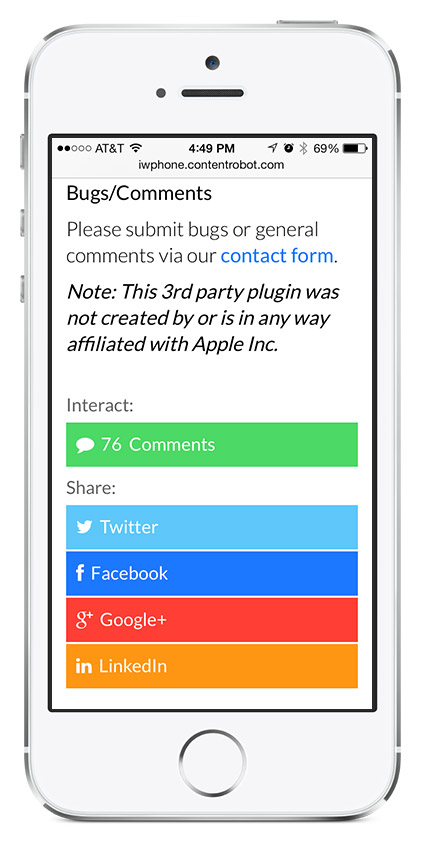 AT&T 4:49 PM 69%
iwphone.contentrobot.com
Bugs/Comments
Please submit bugs or general
comments via our contact form.
Note: This 3rd party plugin was
not created by or is in any way
affiliated with Apple Inc.
Interact:
76 Comments
Share:
Twitter
f Facebook
g+ Google+
in LinkedIn